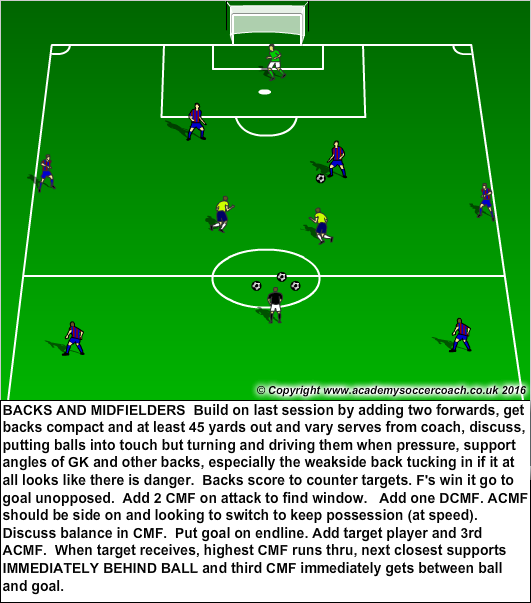 © Copyright www.academysoccercoach.co.uk 2016
BACKS AND MIDFIELDERS  Build on last session by adding two forwards, get
backs compact and at least 45 yards out and vary serves from coach, discuss,
putting balls into touch but turning and driving them when pressure, support
angles of GK and other backs, especially the weakside back tucking in if it at
all looks like there is danger.  Backs score to counter targets. F's win it go to
goal unopposed.  Add 2 CMF on attack to find window.   Add one DCMF. ACMF
should be side on and looking to switch to keep possession (at speed).
Discuss balance in CMF.  Put goal on endline. Add target player and 3rd
ACMF.  When target receives, highest CMF runs thru, next closest supports
IMMEDIATELY BEHIND BALL and third CMF immediately gets between ball
and goal.